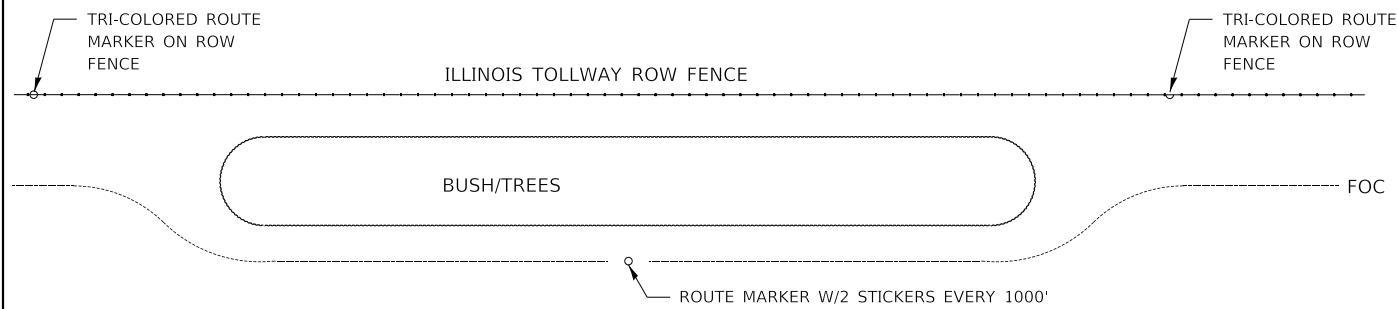 TRI-COLORED ROUTE
MARKER ON ROW
FENCE
TRI-COLORED ROUTE
MARKER ON ROW
FENCE
ILLINOIS TOLLWAY ROW FENCE
BUSH/TREES
FOC
ROUTE MARKER W/2 STICKERS EVERY 1000'